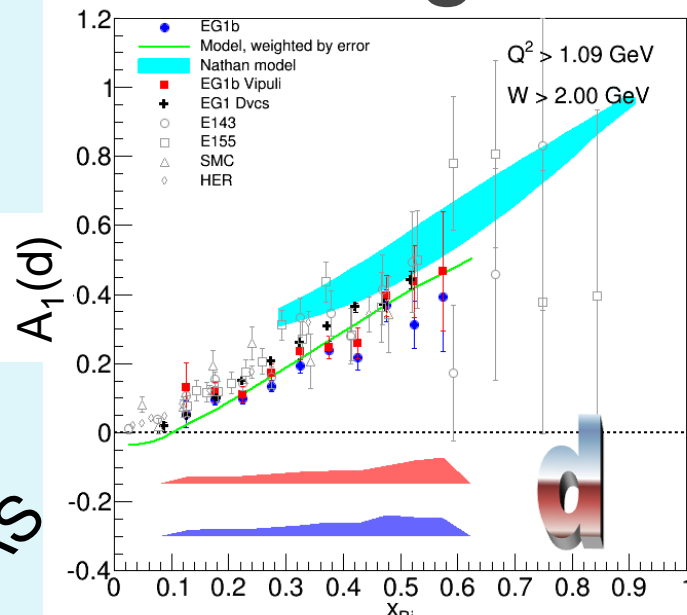 1.2
1
0.8
0.6
0.4
0.2
0
-0.2
-0.4
A₁(d)
EG1b
Model, weighted by error
Nathan model
EG1b Vipuli
EG1 Dvcs
E143
E155
SMC
HER
Q² > 1.09 GeV
W > 2.00 GeV
d
0 0.1 0.2 0.3 0.4 0.5 0.6 0.7 0.8 0.9 1